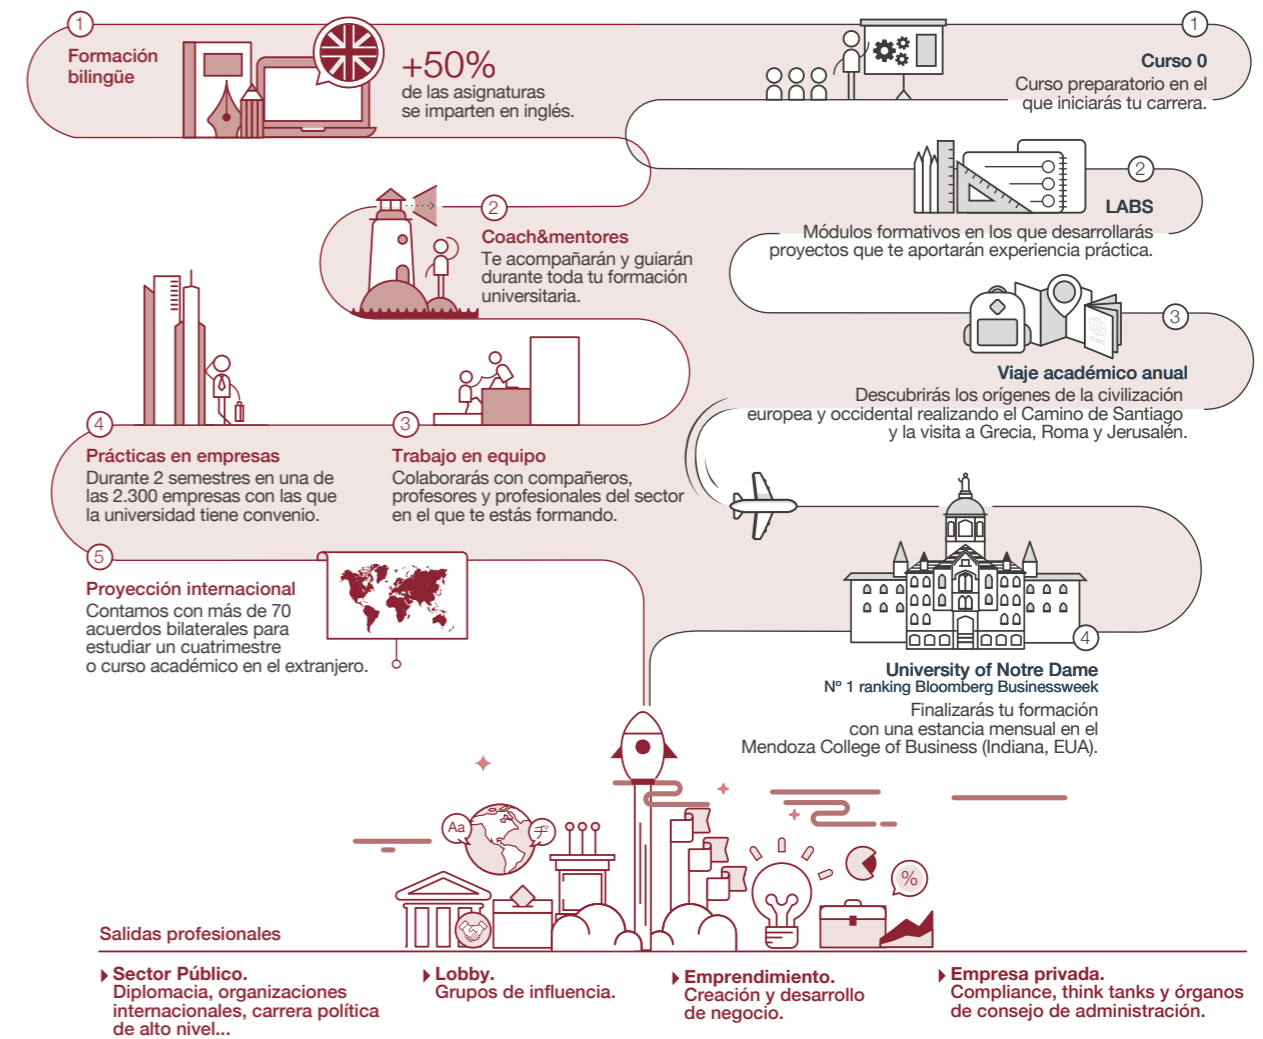 1
Formación
bilingüe
+50%
de las asignaturas
se imparten en inglés.
2
Coach&mentores
Te acompañarán y guiarán
durante toda tu formación
universitaria.
3
Trabajo en equipo
Colaborarás con compañeros,
profesores y profesionales del sector
en el que te estás formando.
4
Prácticas en empresas
Durante 2 semestres en una de
las 2.300 empresas con las que
la universidad tiene convenio.
5
Proyección internacional
Contamos con más de 70
acuerdos bilaterales para
estudiar un cuatrimestre
o curso académico en el extranjero.
1
Curso 0
Curso preparatorio en el
que iniciarás tu carrera.
2
LABS
Módulos formativos en los que desarrollarás
proyectos que te aportarán experiencia práctica.
3
Viaje académico anual
Descubrirás los orígenes de la civilización
europea y occidental realizando el Camino de Santiago
y la visita a Grecia, Roma y Jerusalén.
4
University of Notre Dame
Nº 1 ranking Bloomberg Businessweek
Finalizarás tu formación
con una estancia mensual en el
Mendoza College of Business (Indiana, EUA).
Aa
%
Salidas profesionales
Sector Público.
Diplomacia, organizaciones
internacionales, carrera política
de alto nivel...
Lobby.
Grupos de influencia.
Emprendimiento.
Creación y desarrollo
de negocio.
Empresa privada.
Compliance, think tanks y órganos
de consejo de administración.